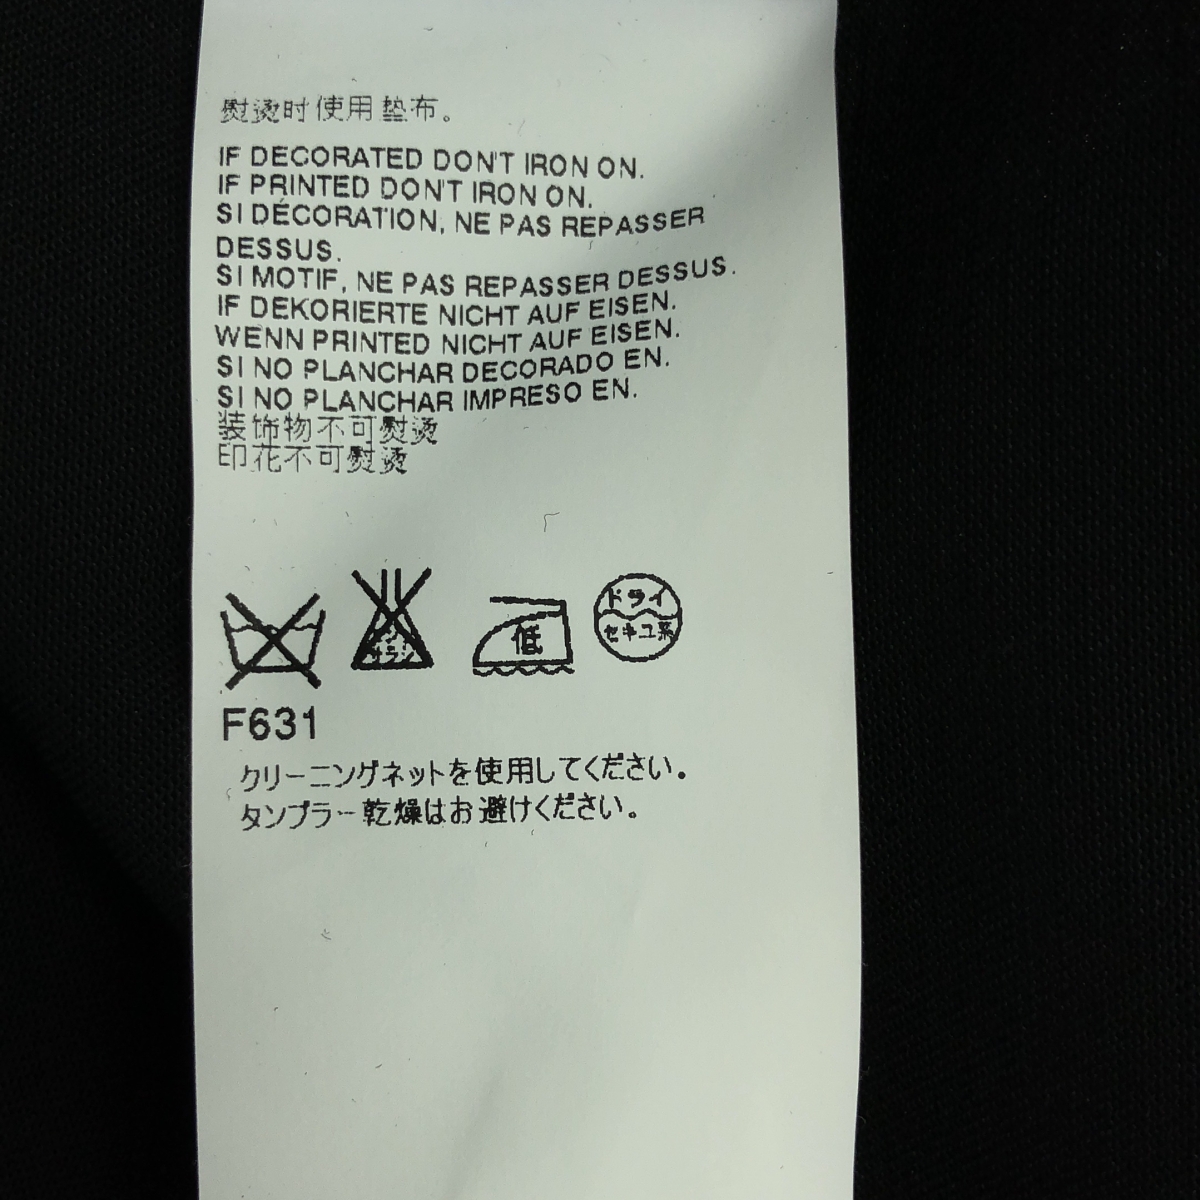 熨烫时使用垫布。
IF DECORATED DON'T IRON ON.
IF PRINTED DON'T IRON ON.
SI DÉCORATION, NE PAS REPASSER
DESSUS.
SI MOTIF, NE PAS REPASSER DESSUS.
IF DEKORIERTE NICHT AUF EISEN.
WENN PRINTED NICHT AUF EISEN.
SI NO PLANCHAR DECORADO EN.
SI NO PLANCHAR IMPRESO EN.
装饰物不可熨烫
印花不可熨烫
サラシ
低
ドライ
セキユ系
F631
クリーニングネットを使用してください。
タンブラー乾燥はお避けください。